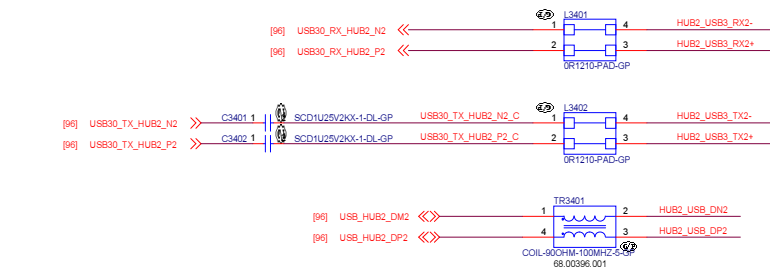 L3401
[96] USB30_RX_HUB2_N2 1 4 HUB2_USB3_RX2-
[96] USB30_RX_HUB2_P2 2 3 HUB2_USB3_RX2+
0R1210-PAD-GP
L3402
[96] USB30_TX_HUB2_N2 C3401 1 SCD1U25V2KX-1-DL-GP USB30_TX_HUB2_N2_C 1 4 HUB2_USB3_TX2-
[96] USB30_TX_HUB2_P2 C3402 1 SCD1U25V2KX-1-DL-GP USB30_TX_HUB2_P2_C 2 3 HUB2_USB3_TX2+
0R1210-PAD-GP
TR3401
[96] USB_HUB2_DM2 1 2 HUB2_USB_DN2
[96] USB_HUB2_DP2 4 3 HUB2_USB_DP2
COIL-90OHM-100MHZ-5-GP
68.00396.001